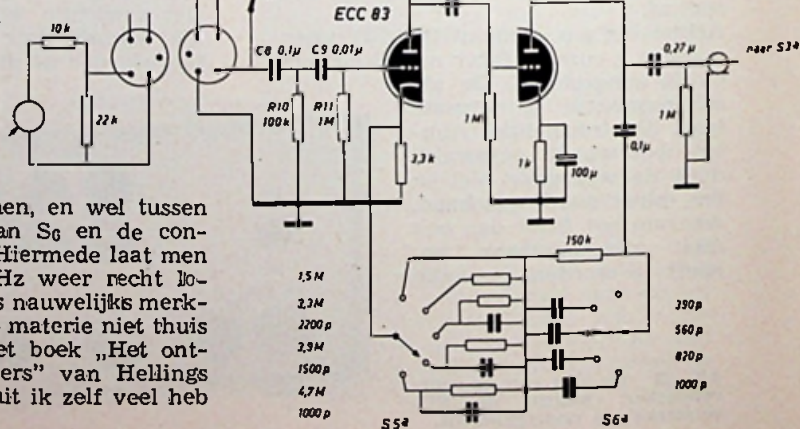 ECC 83
10k
22k
C8 0,1µ
C9 0,01µ
R10
100k
R11
1M
3,3k
1M
1k
100µ
0,27µ
naar S3a
1M
0,1µ
150k
nen, en wel tussen
an S6 en de con-
Hiermede laat men
Hz weer recht lo-
s nauwelijks merk-
materie niet thuis
et boek „Het ont-
ers” van Hellings
uit ik zelf veel heb
1,5M
3,3M
2200p
3,9M
1500p
4,7M
1000p
390p
560p
820p
1000p
S5a
S6a